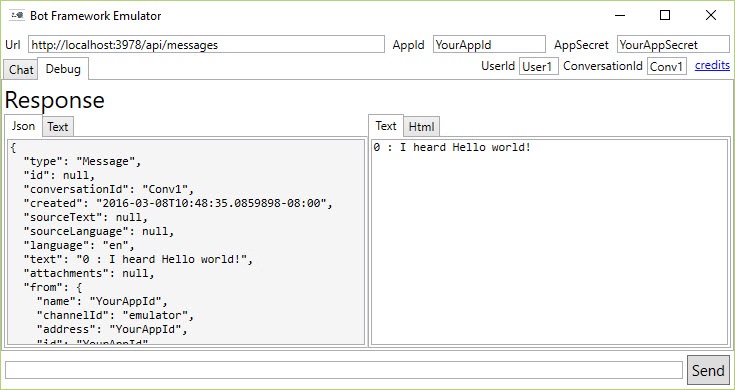 Bot Framework Emulator
Url http://localhost:3978/api/messages AppId YourAppId AppSecret YourAppSecret
Chat Debug UserId User1 ConversationId Conv1 credits
Response
Json Text
{
"type": "Message",
"id": null,
"conversationId": "Conv1",
"created": "2016-03-08T10:48:35.0859898-08:00",
"sourceText": null,
"sourceLanguage": null,
"language": "en",
"text": "0 : I heard Hello world!",
"attachments": null,
"from": {
"name": "YourAppId",
"channelId": "emulator",
"address": "YourAppId",
"id": "YourAppId"
Text Html
0 : I heard Hello world!
Send